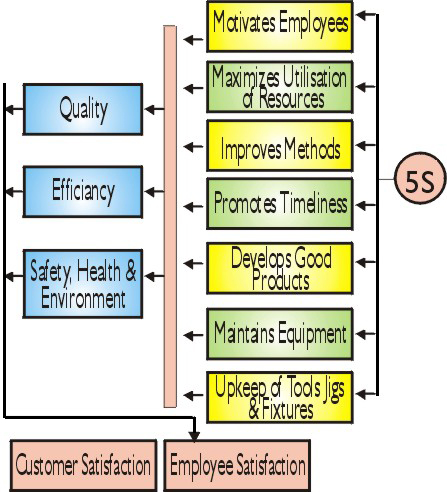 Motivates Employees
Maximizes Utilisation
of Resources
Improves Methods
Promotes Timeliness
Develops Good
Products
Maintains Equipment
Upkeep of Tools Jigs
& Fixtures
5S
Quality
Efficiancy
Safety, Health &
Environment
Customer Satisfaction
Employee Satisfaction